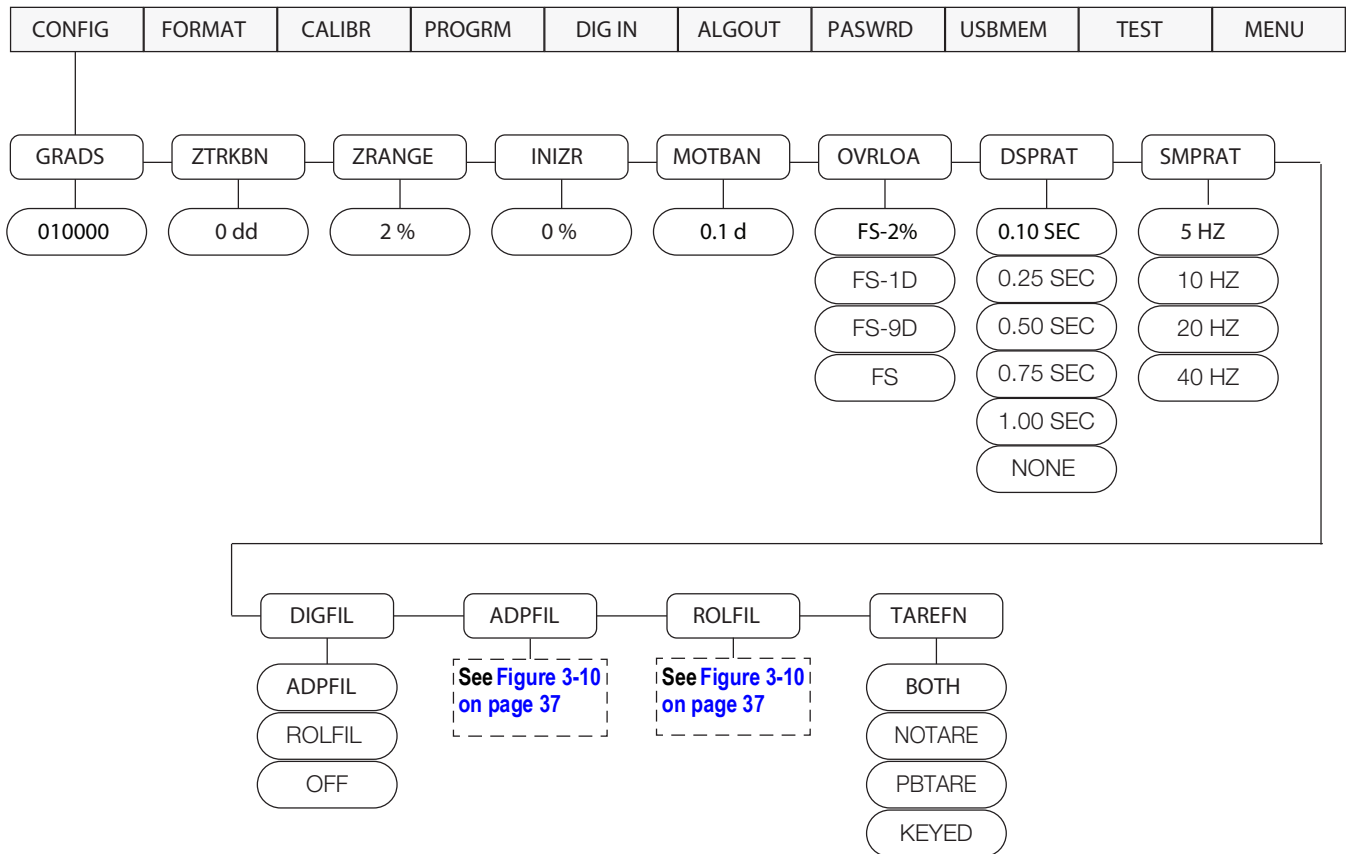 CONFIG FORMAT CALIBR PROGRM DIG IN ALGOUT PASWRD USBMEM TEST MENU
GRADS ZTRKBN ZRANGE INIZR MOTBAN OVRLOA DSPRAT SMPRAT
010000 0 dd 2 % 0 % 0.1 d FS-2% 0.10 SEC 5 HZ
FS-1D 0.25 SEC 10 HZ
FS-9D 0.50 SEC 20 HZ
FS 0.75 SEC 40 HZ
1.00 SEC
NONE
DIGFIL ADPFIL ROLFIL TAREFN
ADPFIL
ROLFIL
OFF
See Figure 3-10
on page 37
See Figure 3-10
on page 37
BOTH
NOTARE
PBTARE
KEYED